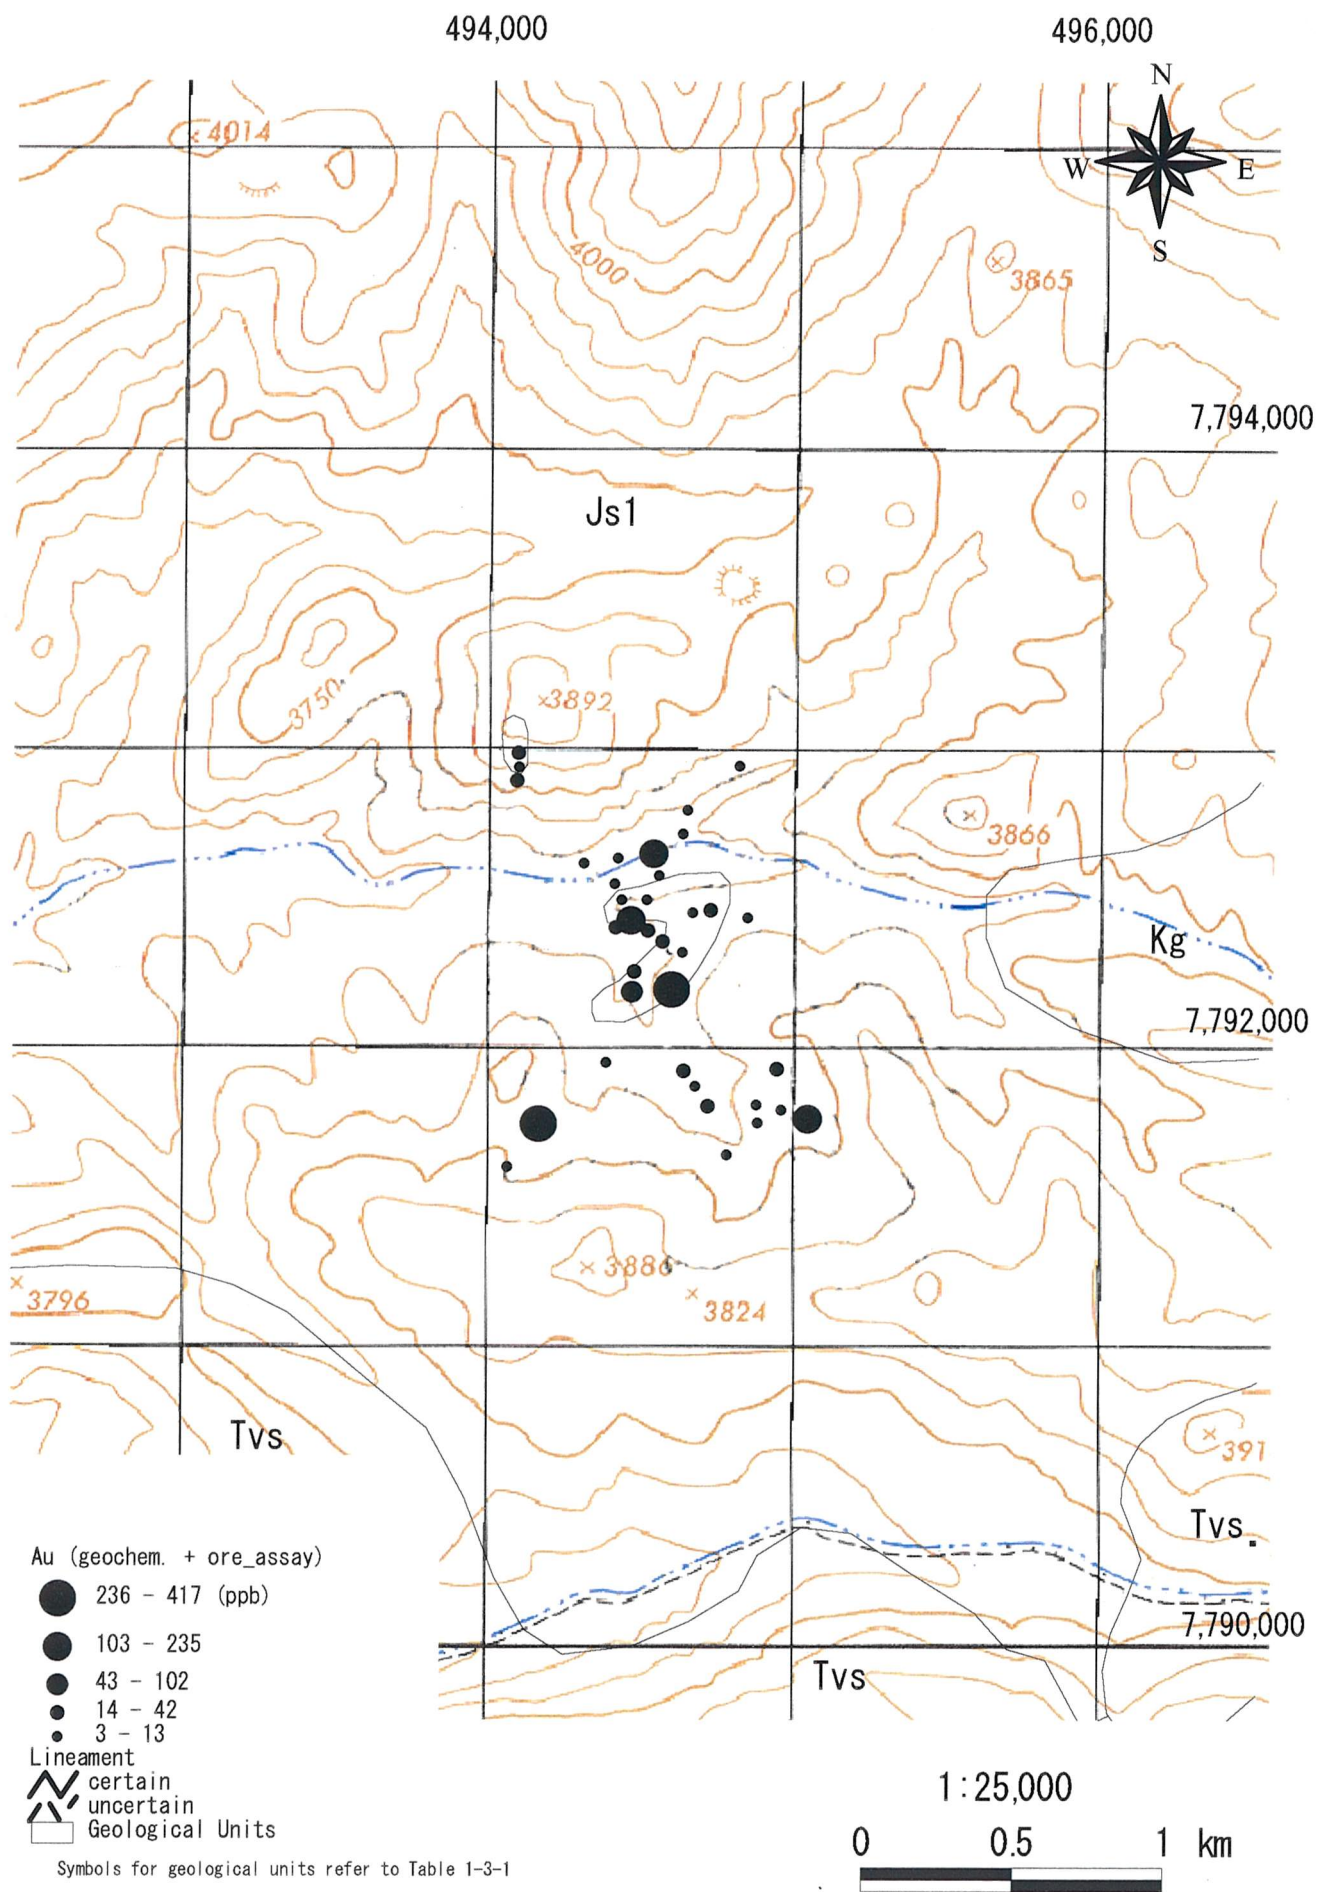 494,000
496,000
N
W E
S
4014
4000
3865
7,794,000
Js1
3750
3892
3866
Kg
7,792,000
3886
3796
3824
Tvs
391
Tvs
Au (geochem. + ore_assay)
236 - 417 (ppb)
103 - 235
43 - 102
14 - 42
3 - 13
7,790,000
Tvs
Lineament
certain
uncertain
Geological Units
Symbols for geological units refer to Table 1-3-1
1:25,000
0 0.5 1 km